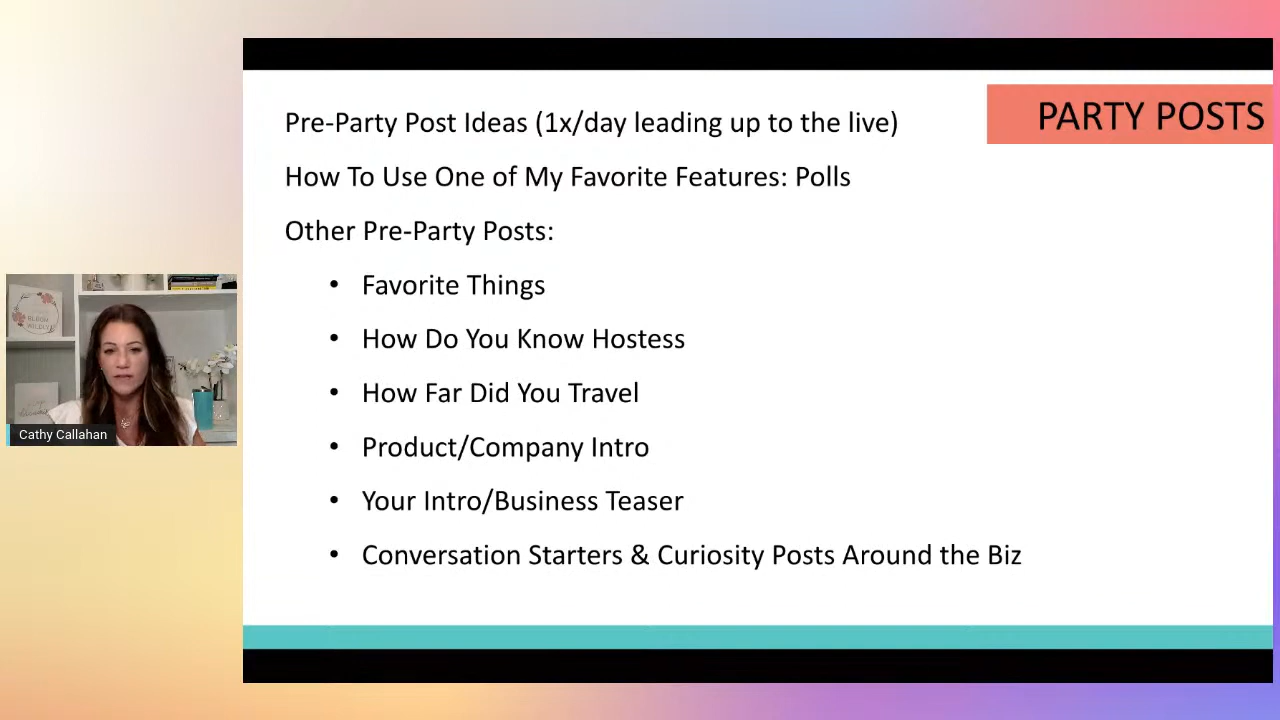 PARTY POSTS
Pre-Party Post Ideas (1x/day leading up to the live)
How To Use One of My Favorite Features: Polls
Other Pre-Party Posts:
• Favorite Things
• How Do You Know Hostess
• How Far Did You Travel
• Product/Company Intro
• Your Intro/Business Teaser
• Conversation Starters & Curiosity Posts Around the Biz
BLOOM
WILDLY
Cathy Callahan